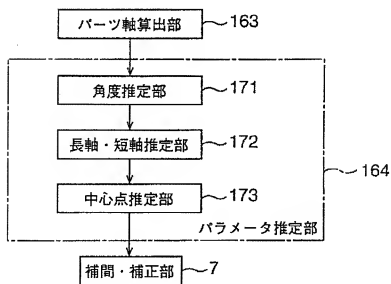 パーツ軸算出部 163
角度推定部 171
長軸・短軸推定部 172
164
中心点推定部 173
パラメータ推定部
補間・補正部 7